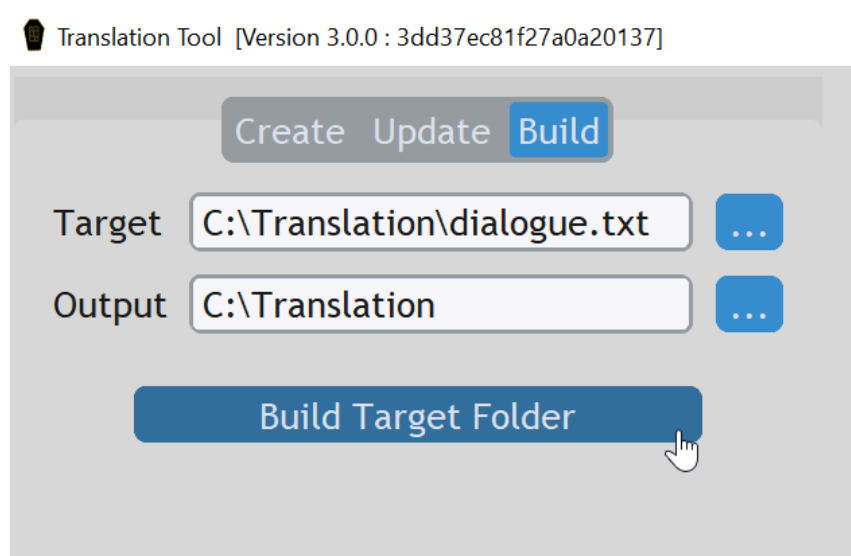 Translation Tool [Version 3.0.0 : 3dd37ec81f27a0a20137]
Create Update Build
Target C:\Translation\dialogue.txt ...
Output C:\Translation ...
Build Target Folder